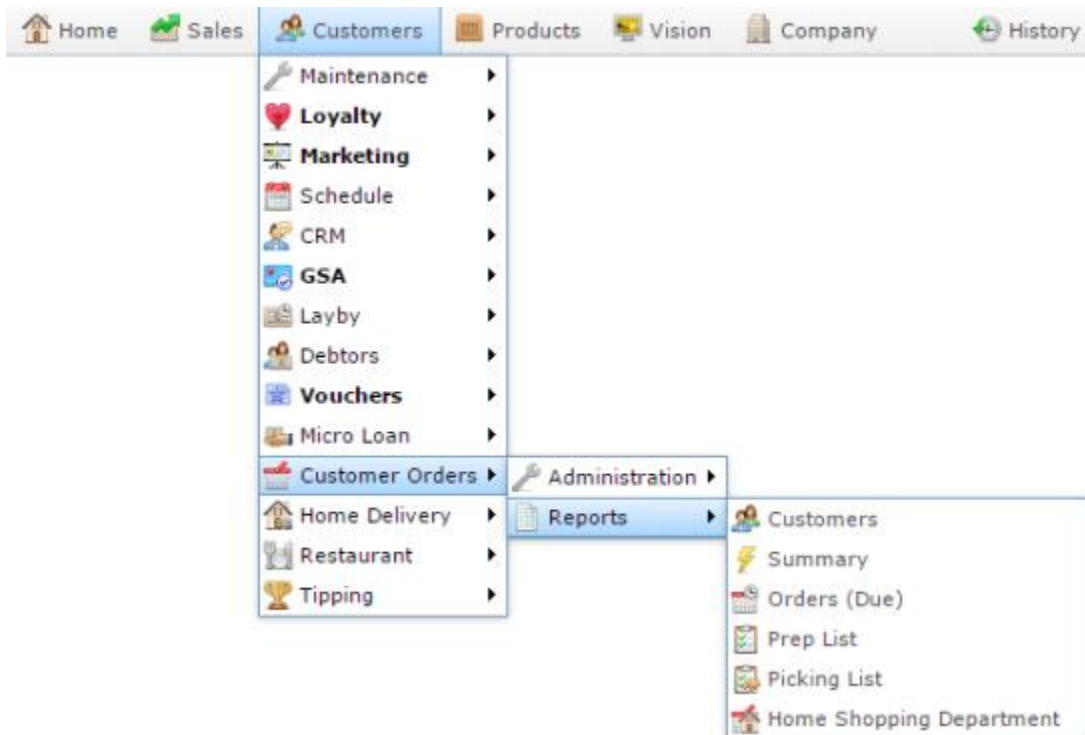 Home Sales Customers Products Vision Company History
Maintenance
Loyalty
Marketing
Schedule
CRM
GSA
Layby
Debtors
Vouchers
Micro Loan
Customer Orders Administration
Home Delivery Reports Customers
Restaurant Summary
Tipping Orders (Due)
Prep List
Picking List
Home Shopping Department